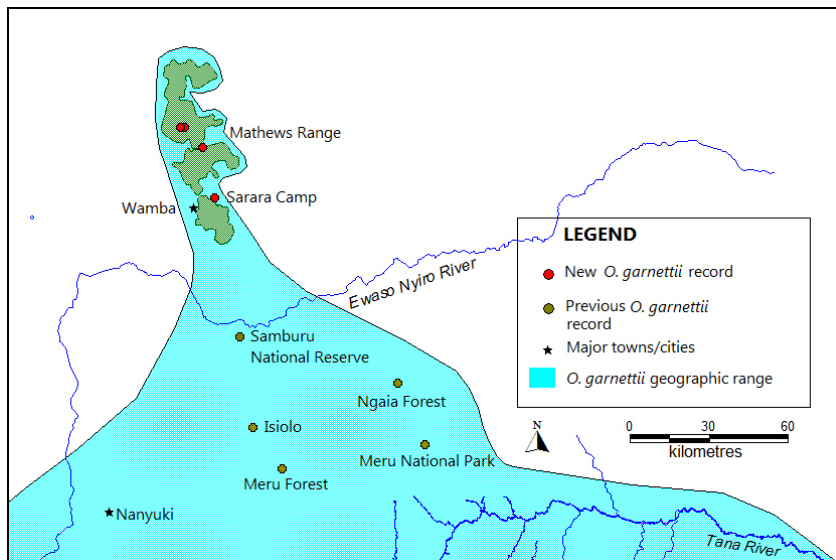 Mathews Range
Sarara Camp
Wamba
Ewaso Nyiro River
LEGEND
New O. garnettii record
Previous O. garnettii
record
Major towns/cities
O. garnettii geographic range
Samburu
National Reserve
Ngaia Forest
Isiolo
Meru National Park
Meru Forest
Nanyuki
N
0 30 60
kilometres
Tana River